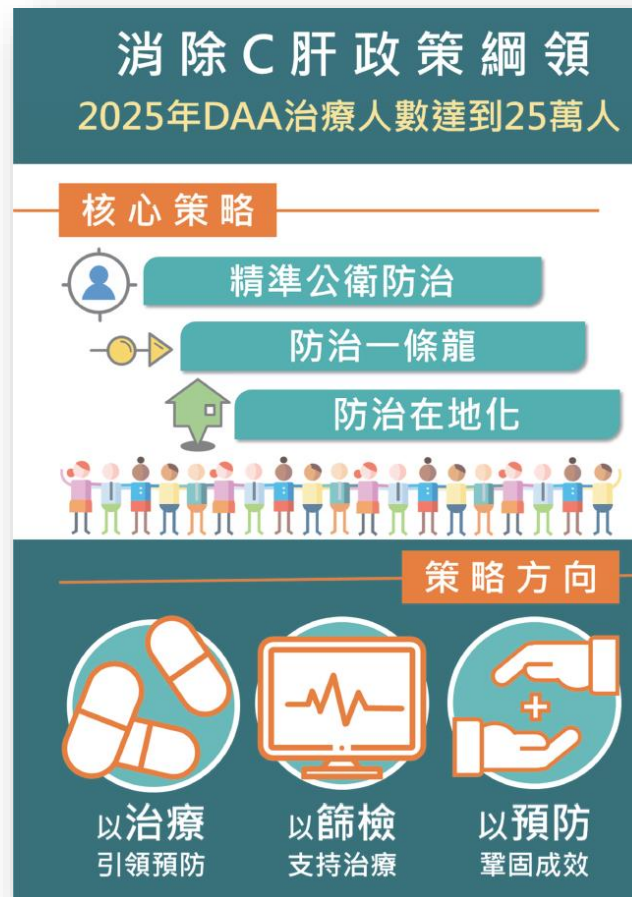 消除C肝政策綱領
2025年DAA治療人數達到25萬人
核心策略
精準公衛防治
防治一條龍
防治在地化
策略方向
以治療
引領預防
以篩檢
支持治療
以預防
鞏固成效